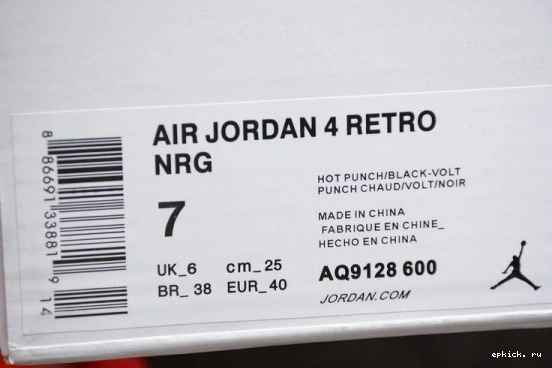 AIR JORDAN 4 RETRO
NRG
7
UK_6 cm_25
BR_ 38 EUR_ 40
HOT PUNCH/BLACK-VOLT
PUNCH CHAUD/VOLT/NOIR
MADE IN CHINA
FABRIQUE EN CHINE_
HECHO EN CHINA
AQ9128 600
JORDAN.COM
8 86691 33881 9 14
epkick. ru